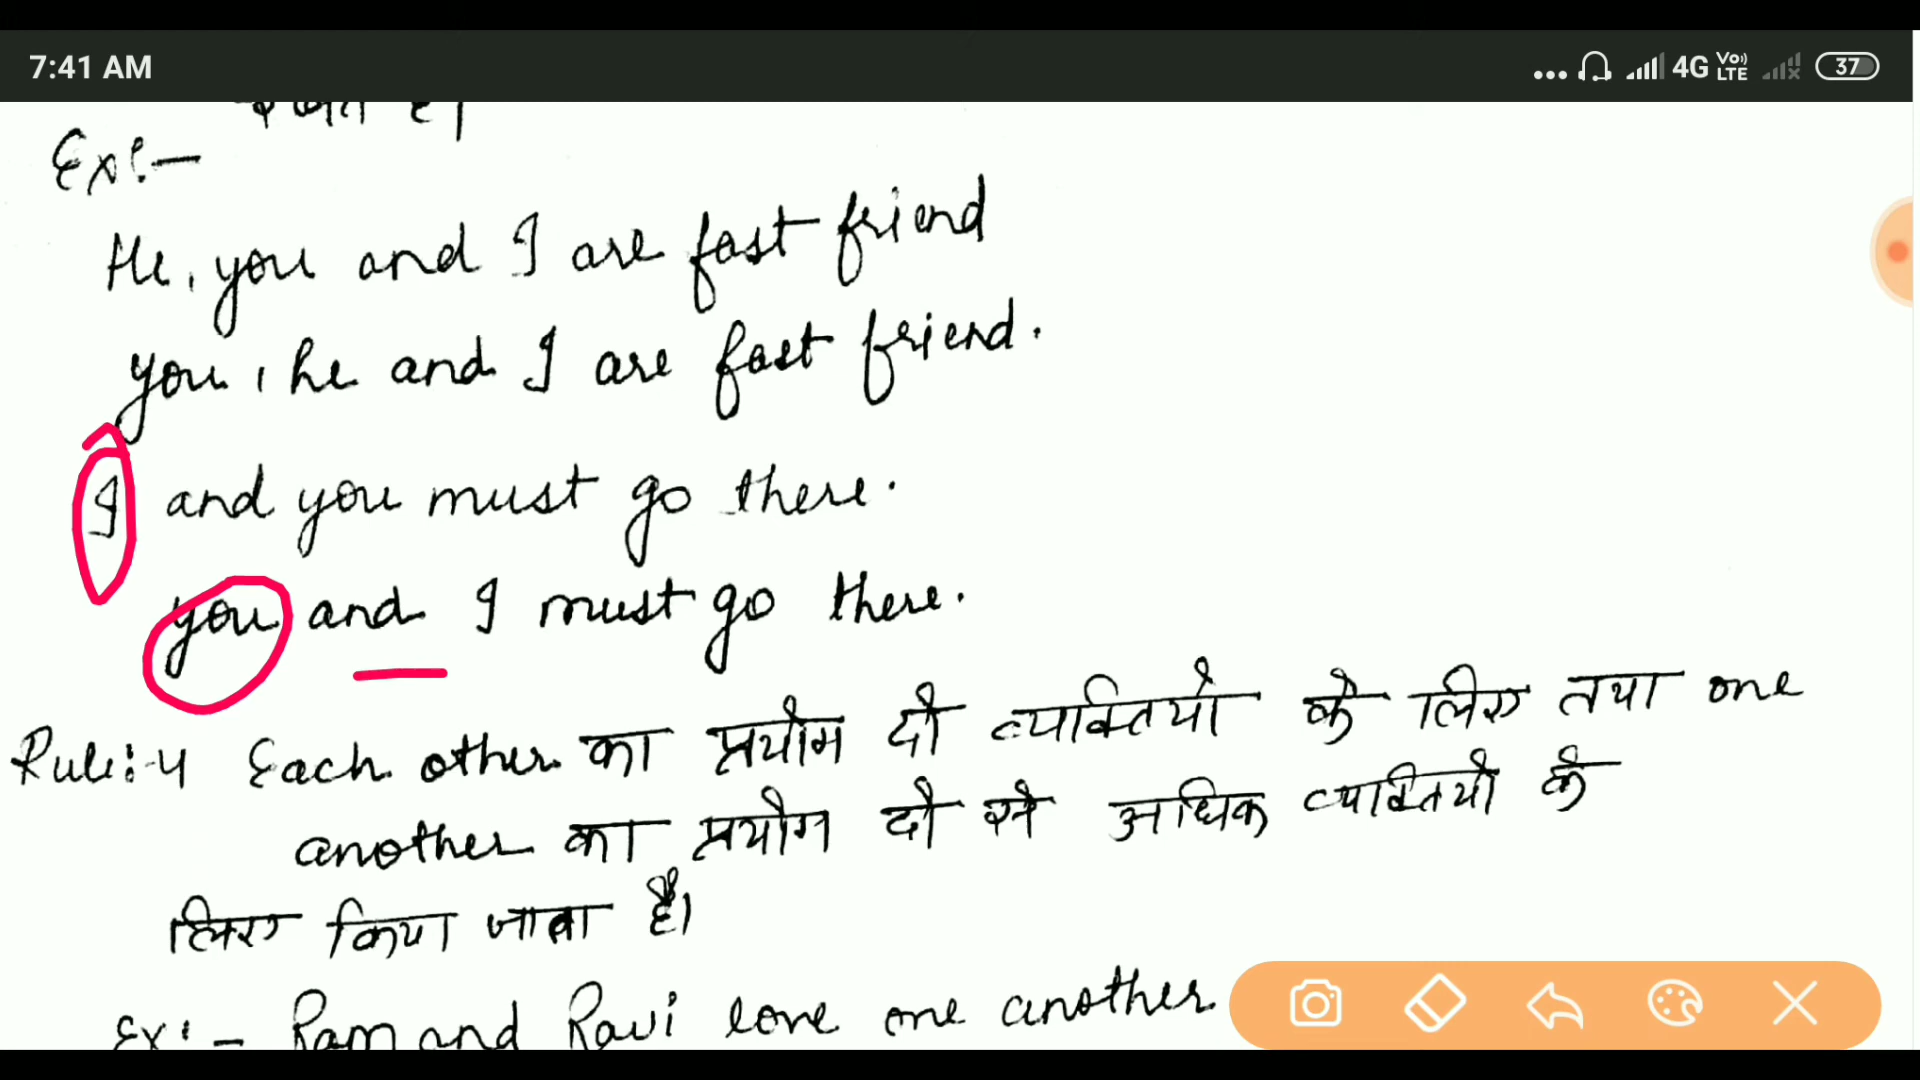 7:41 AM
4G Vo)) LTE 37
Ex:-
He, you and I are fast friend
you, he and I are fast friend.
I and you must go there.
you and I must go there.
Rule:-4 Each other का प्रयोग दो व्यक्तियो के लिए तथा one
another का प्रयोग दो से अधिक व्यक्तियो के
लिए किया जाता है।
Ex:- Ram and Ravi love one another.